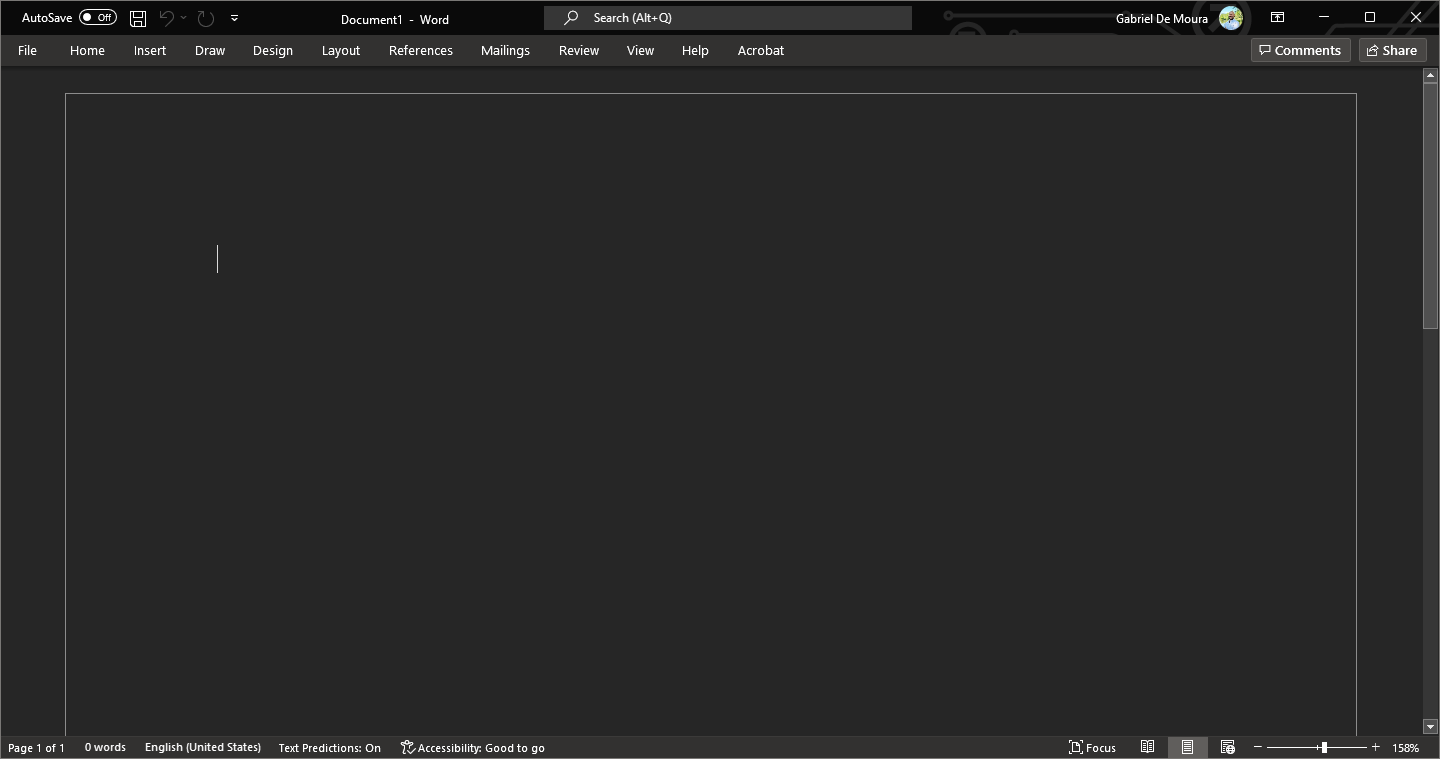 AutoSave Off Document1 - Word Search (Alt+Q) Gabriel De Moura
File Home Insert Draw Design Layout References Mailings Review View Help Acrobat Comments Share
Page 1 of 1 0 words English (United States) Text Predictions: On Accessibility: Good to go Focus 158%